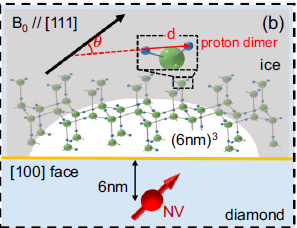 B₀ // [111]
(b)
θ
d
proton dimer
ice
(6nm)³
[100] face
6nm
NV
diamond